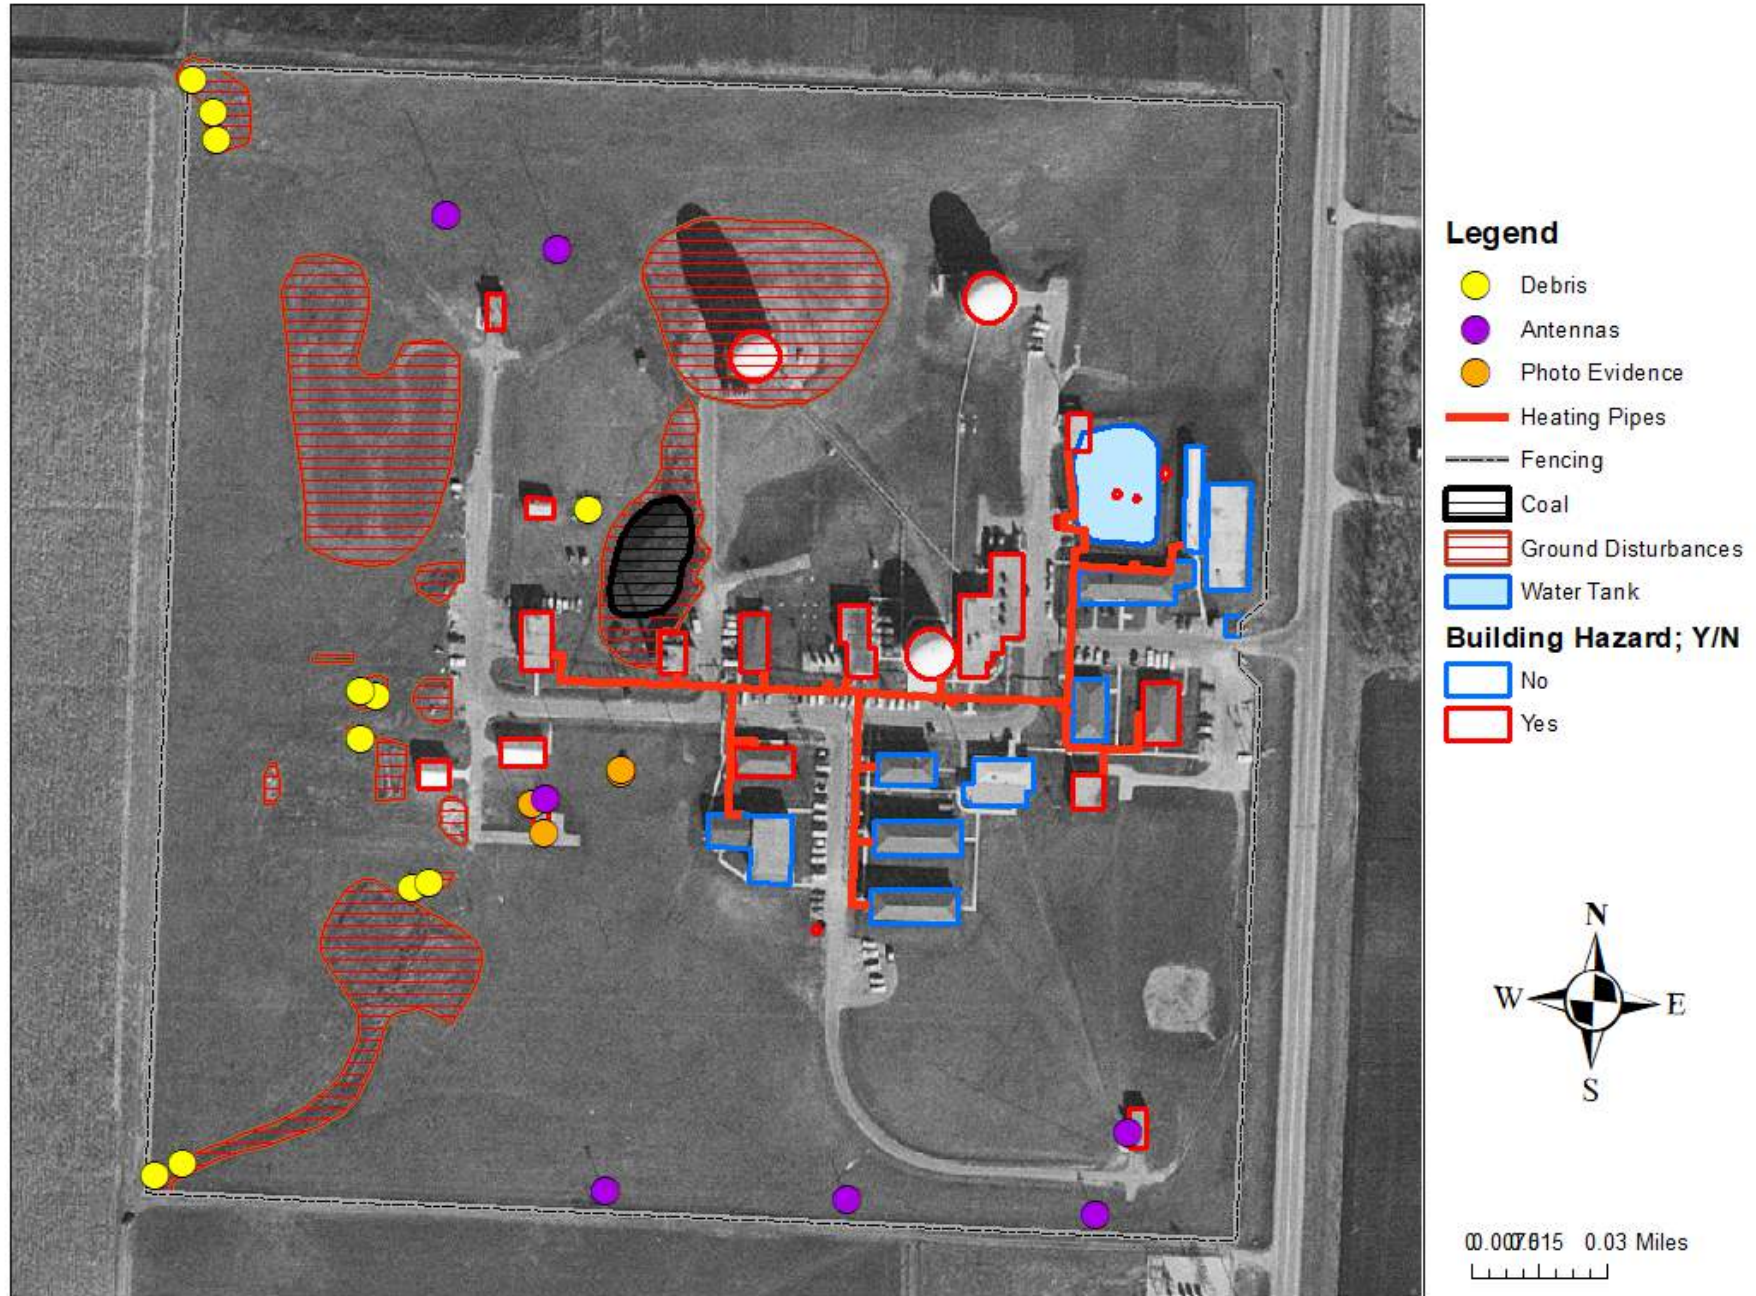 Legend
Debris
Antennas
Photo Evidence
Heating Pipes
Fencing
Coal
Ground Disturbances
Water Tank
Building Hazard; Y/N
No
Yes
N
W E
S
0.03 Miles